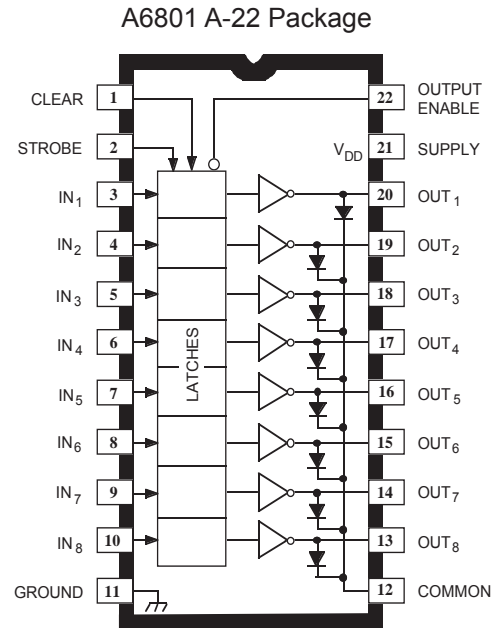 A6801 A-22 Package
CLEAR 1
22 OUTPUT ENABLE
STROBE 2
V_DD 21 SUPPLY
IN₁ 3
20 OUT₁
IN₂ 4
19 OUT₂
IN₃ 5
18 OUT₃
IN₄ 6
17 OUT₄
LATCHES
IN₅ 7
16 OUT₅
IN₆ 8
15 OUT₆
IN₇ 9
14 OUT₇
IN₈ 10
13 OUT₈
GROUND 11
12 COMMON